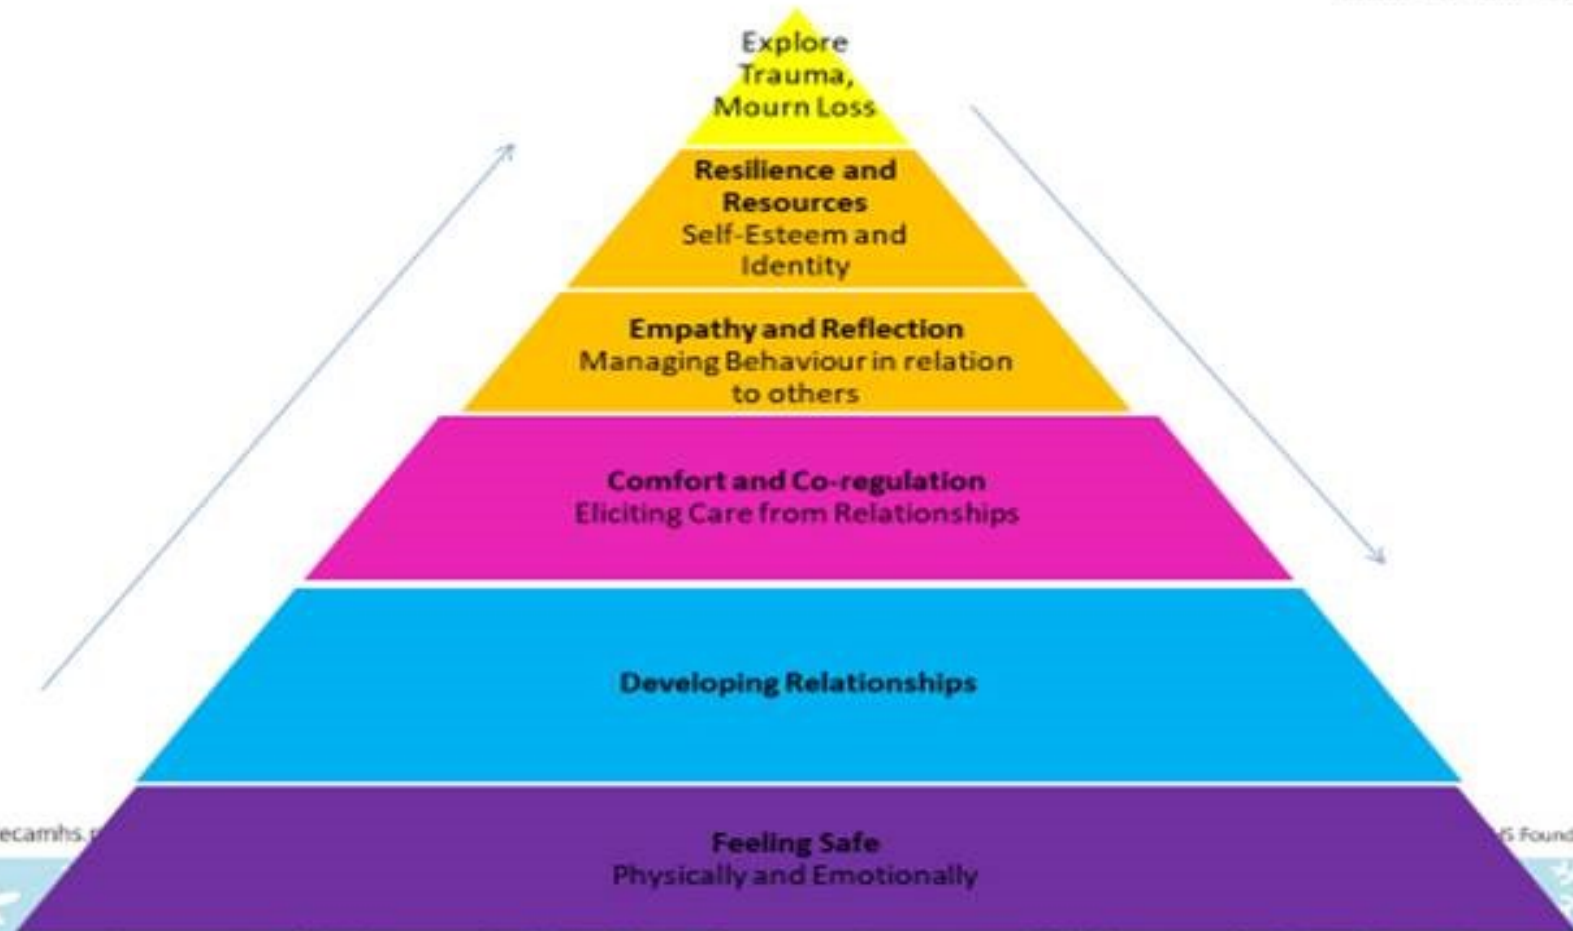 Explore
Trauma,
Mourn Loss
Resilience and
Resources
Self-Esteem and
Identity
Empathy and Reflection
Managing Behaviour in relation
to others
Comfort and Co-regulation
Eliciting Care from Relationships
Developing Relationships
Feeling Safe
Physically and Emotionally